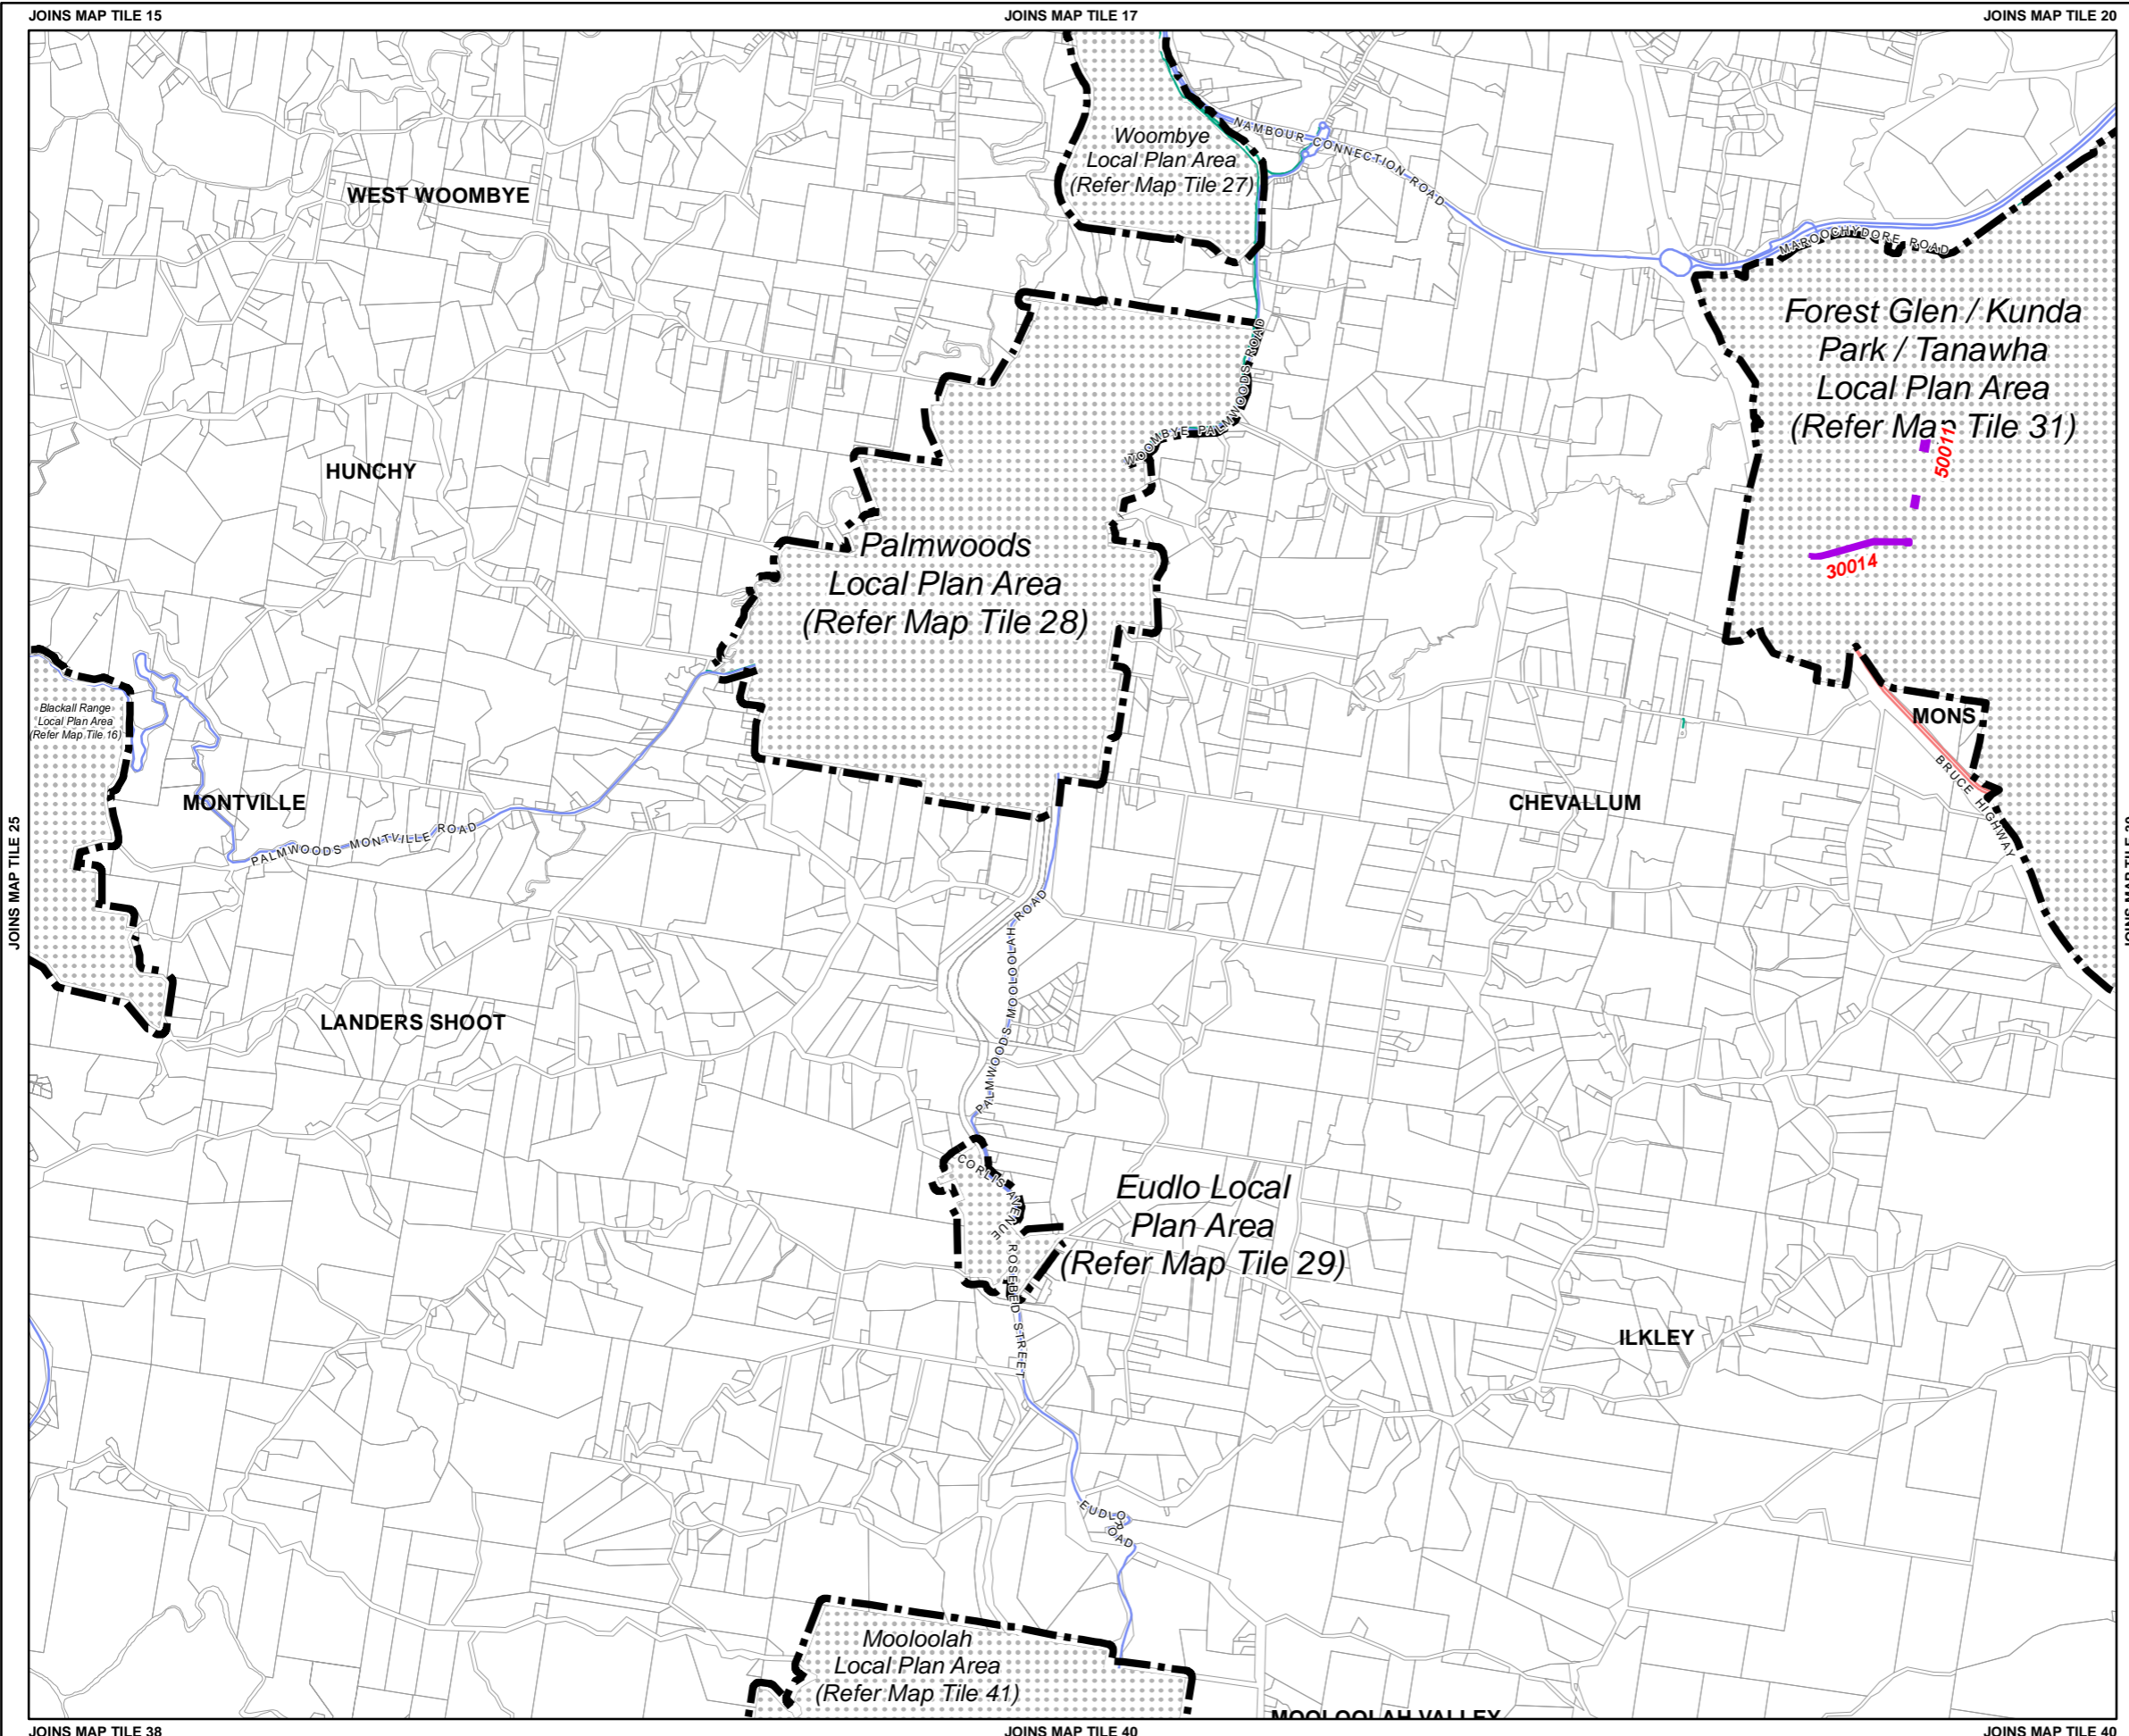 JOINS MAP TILE 15
JOINS MAP TILE 17
JOINS MAP TILE 20
Woombye
Local Plan Area
(Refer Map Tile 27)
NAMBOUR CONNECTION ROAD
WEST WOOMBYE
MAROOCHYDORE ROAD
Forest Glen / Kunda
Park / Tanawha
Local Plan Area
(Refer Map Tile 31)
WOOMBYE PALMWOODS ROAD
HUNCHY
50011
30014
Palmwoods
Local Plan Area
(Refer Map Tile 28)
Blackall Range
Local Plan Area
(Refer Map Tile 16)
MONS
BRUCE HIGHWAY
MONTVILLE
CHEVALLUM
PALMWOODS MONTVILLE ROAD
JOINS MAP TILE 25
PALMWOODS MOOLOOLAH ROAD
LANDERS SHOOT
CORLIS AVENUE
Eudlo Local
Plan Area
(Refer Map Tile 29)
ROSEBED STREET
ILKLEY
EUDLO ROAD
Mooloolah
Local Plan Area
(Refer Map Tile 41)
MOOLOOLAH VALLEY
JOINS MAP TILE 38
JOINS MAP TILE 40
JOINS MAP TILE 40